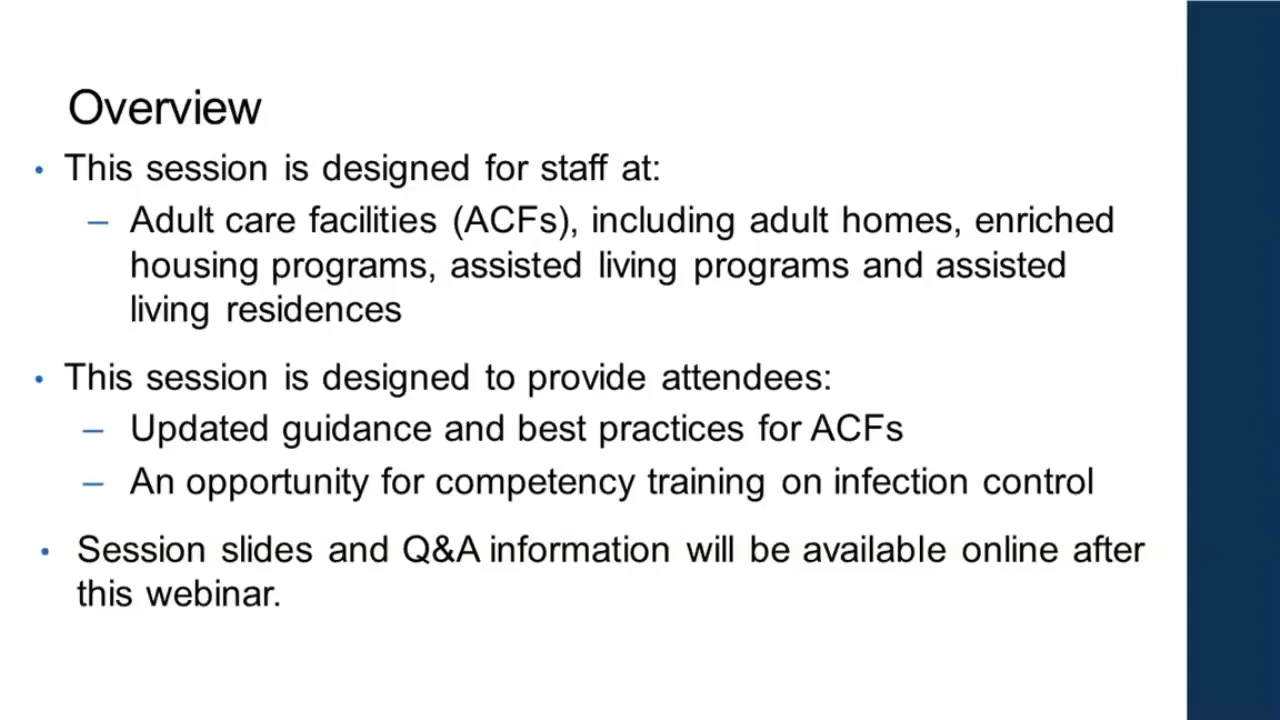 Overview
• This session is designed for staff at:
– Adult care facilities (ACFs), including adult homes, enriched
housing programs, assisted living programs and assisted
living residences
• This session is designed to provide attendees:
– Updated guidance and best practices for ACFs
– An opportunity for competency training on infection control
• Session slides and Q&A information will be available online after
this webinar.